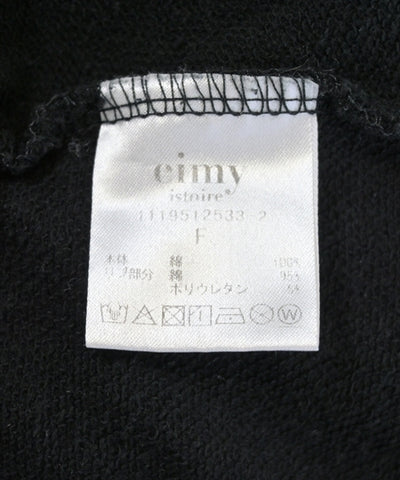 eimy
istoire
1119512533-2
F
本体 綿 100%
リブ部分 綿 95%
ポリウレタン 5%